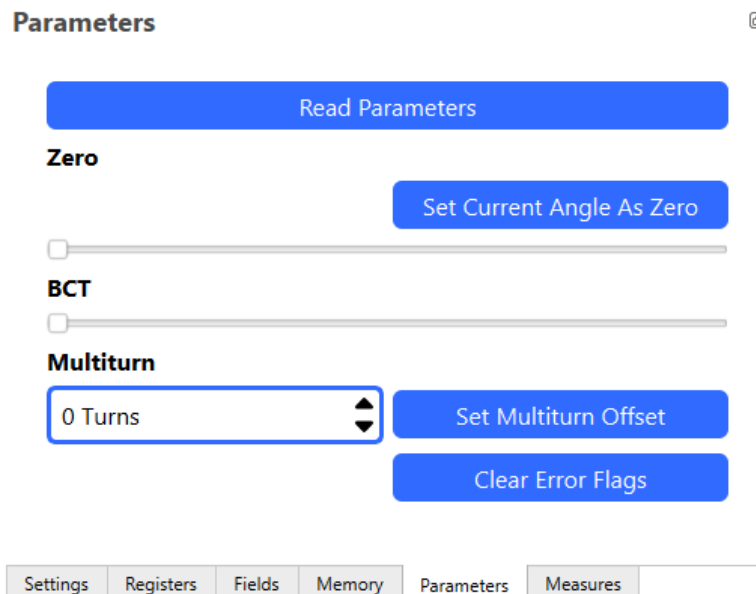 Parameters
Read Parameters
Zero
Set Current Angle As Zero
BCT
Multiturn
0 Turns
Set Multiturn Offset
Clear Error Flags
Settings Registers Fields Memory Parameters Measures